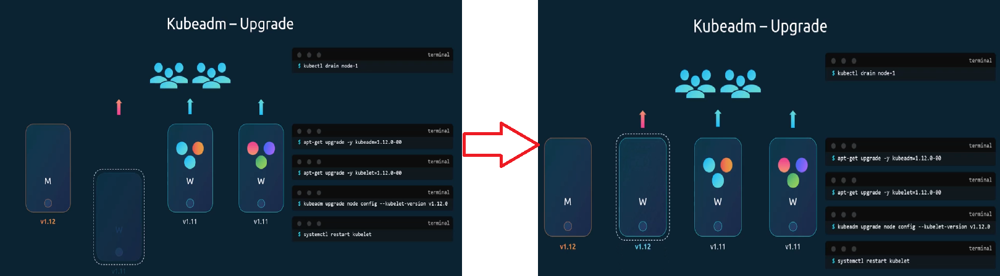 Kubeadm – Upgrade
terminal
$ kubectl drain node-1
terminal
$ apt-get upgrade -y kubeadm=1.12.0-00
terminal
$ apt-get upgrade -y kubelet=1.12.0-00
terminal
$ kubeadm upgrade node config --kubelet-version v1.12.0
terminal
$ systemctl restart kubelet
M
W
W
W
v1.12
v1.11
v1.11
v1.11
Kubeadm – Upgrade
terminal
$ kubectl drain node-1
terminal
$ apt-get upgrade -y kubeadm=1.12.0-00
terminal
$ apt-get upgrade -y kubelet=1.12.0-00
terminal
$ kubeadm upgrade node config --kubelet-version v1.12.0
terminal
$ systemctl restart kubelet
M
W
W
W
v1.12
v1.12
v1.11
v1.11